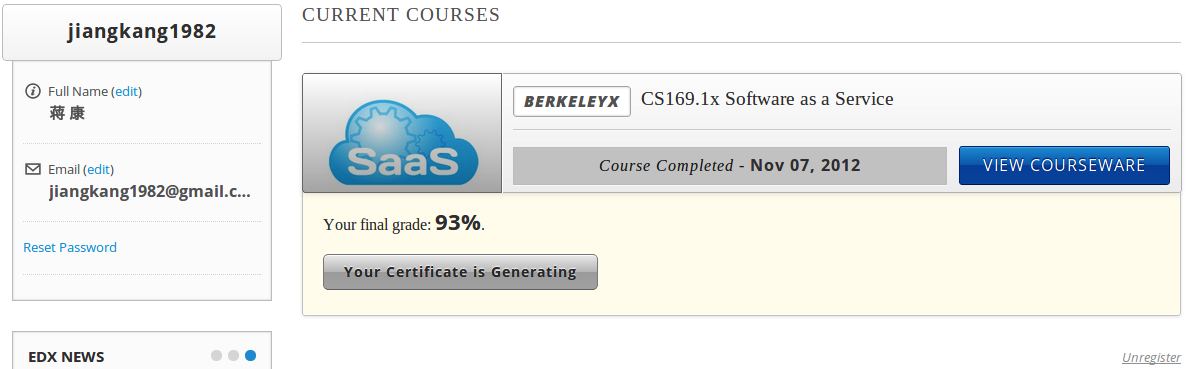 jiangkang1982
Full Name (edit)
蒋 康
Email (edit)
jiangkang1982@gmail.c...
Reset Password
EDX NEWS
CURRENT COURSES
SaaS
BERKELEYX CS169.1x Software as a Service
Course Completed - Nov 07, 2012
VIEW COURSEWARE
Your final grade: 93%.
Your Certificate is Generating
Unregister